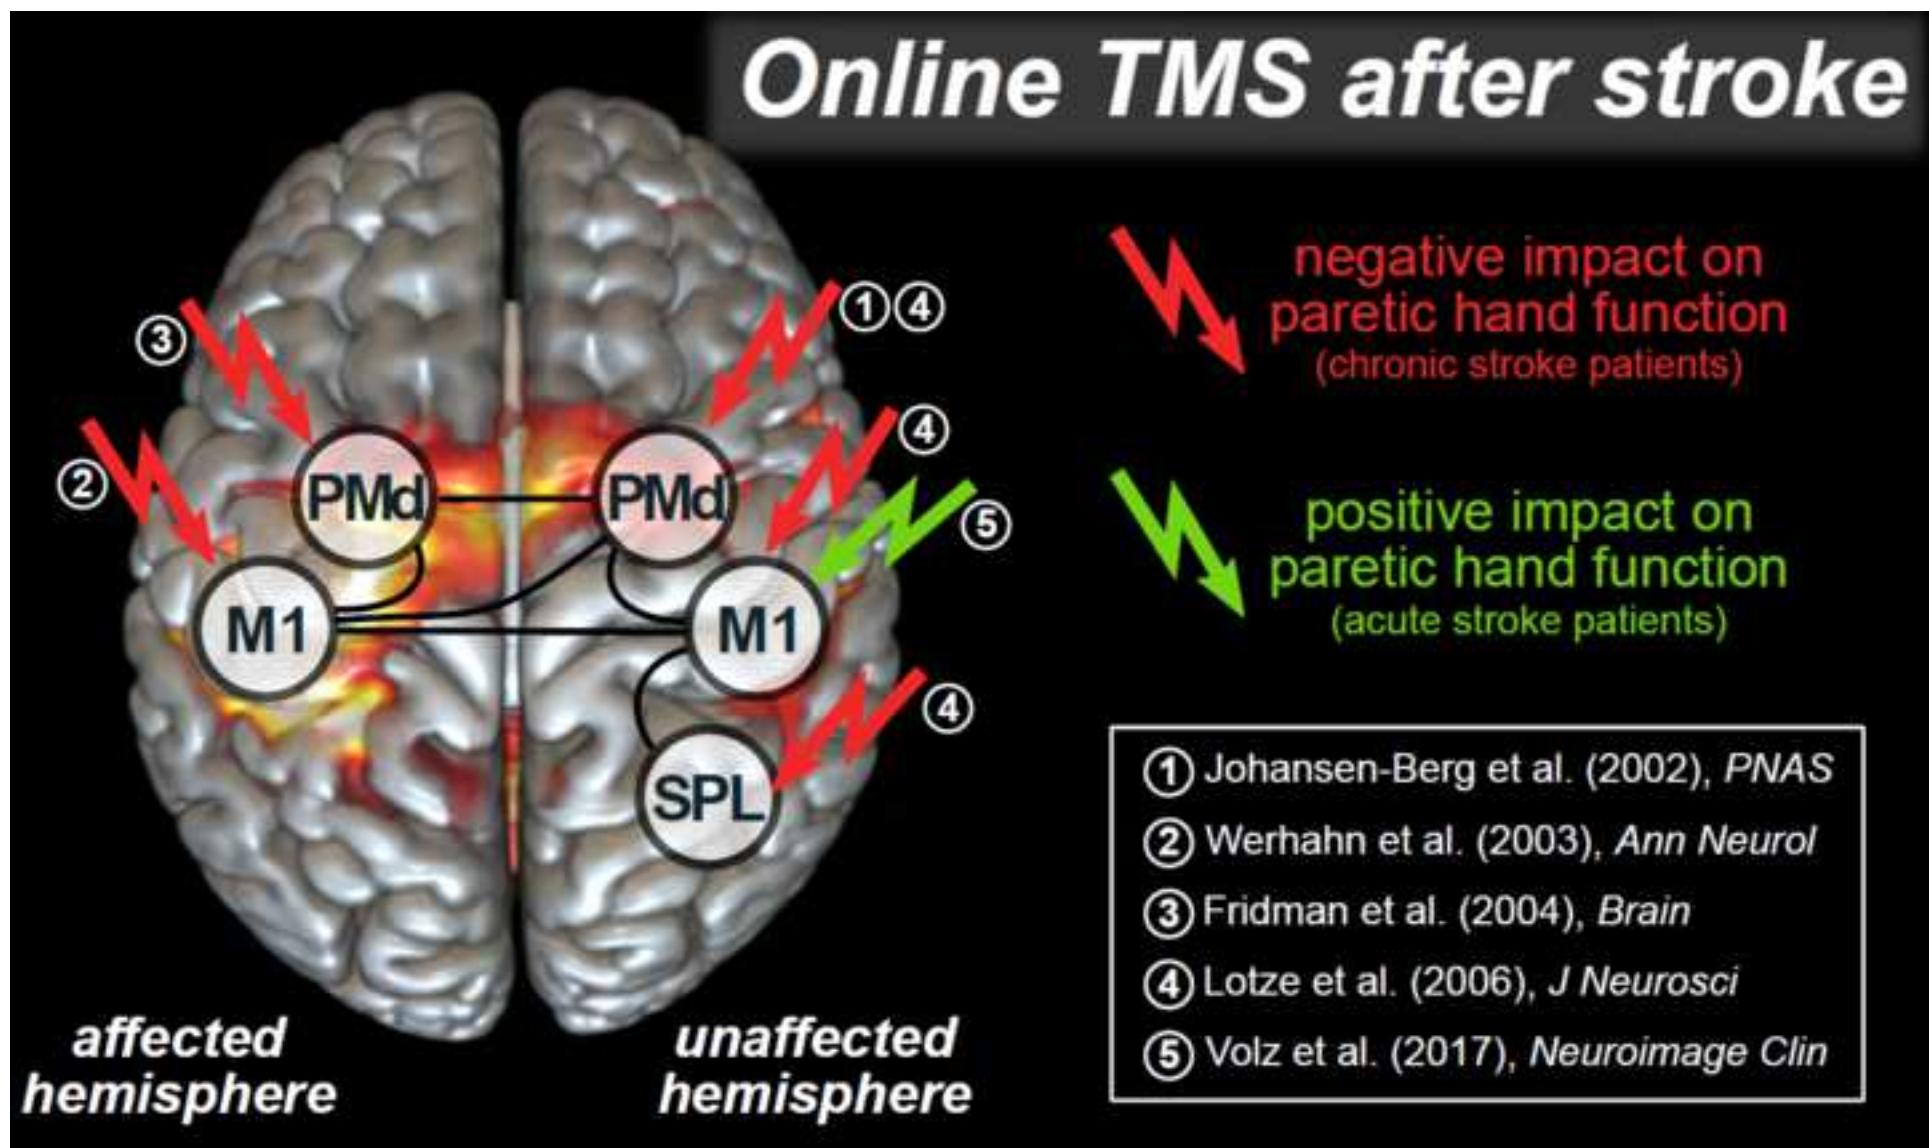 Online TMS after stroke
① ④
③
④
②
⑤
PMd
PMd
M1
M1
④
SPL
affected
hemisphere
unaffected
hemisphere
negative impact on
paretic hand function
(chronic stroke patients)
positive impact on
paretic hand function
(acute stroke patients)
① Johansen-Berg et al. (2002), PNAS
② Werhahn et al. (2003), Ann Neurol
③ Fridman et al. (2004), Brain
④ Lotze et al. (2006), J Neurosci
⑤ Volz et al. (2017), Neuroimage Clin